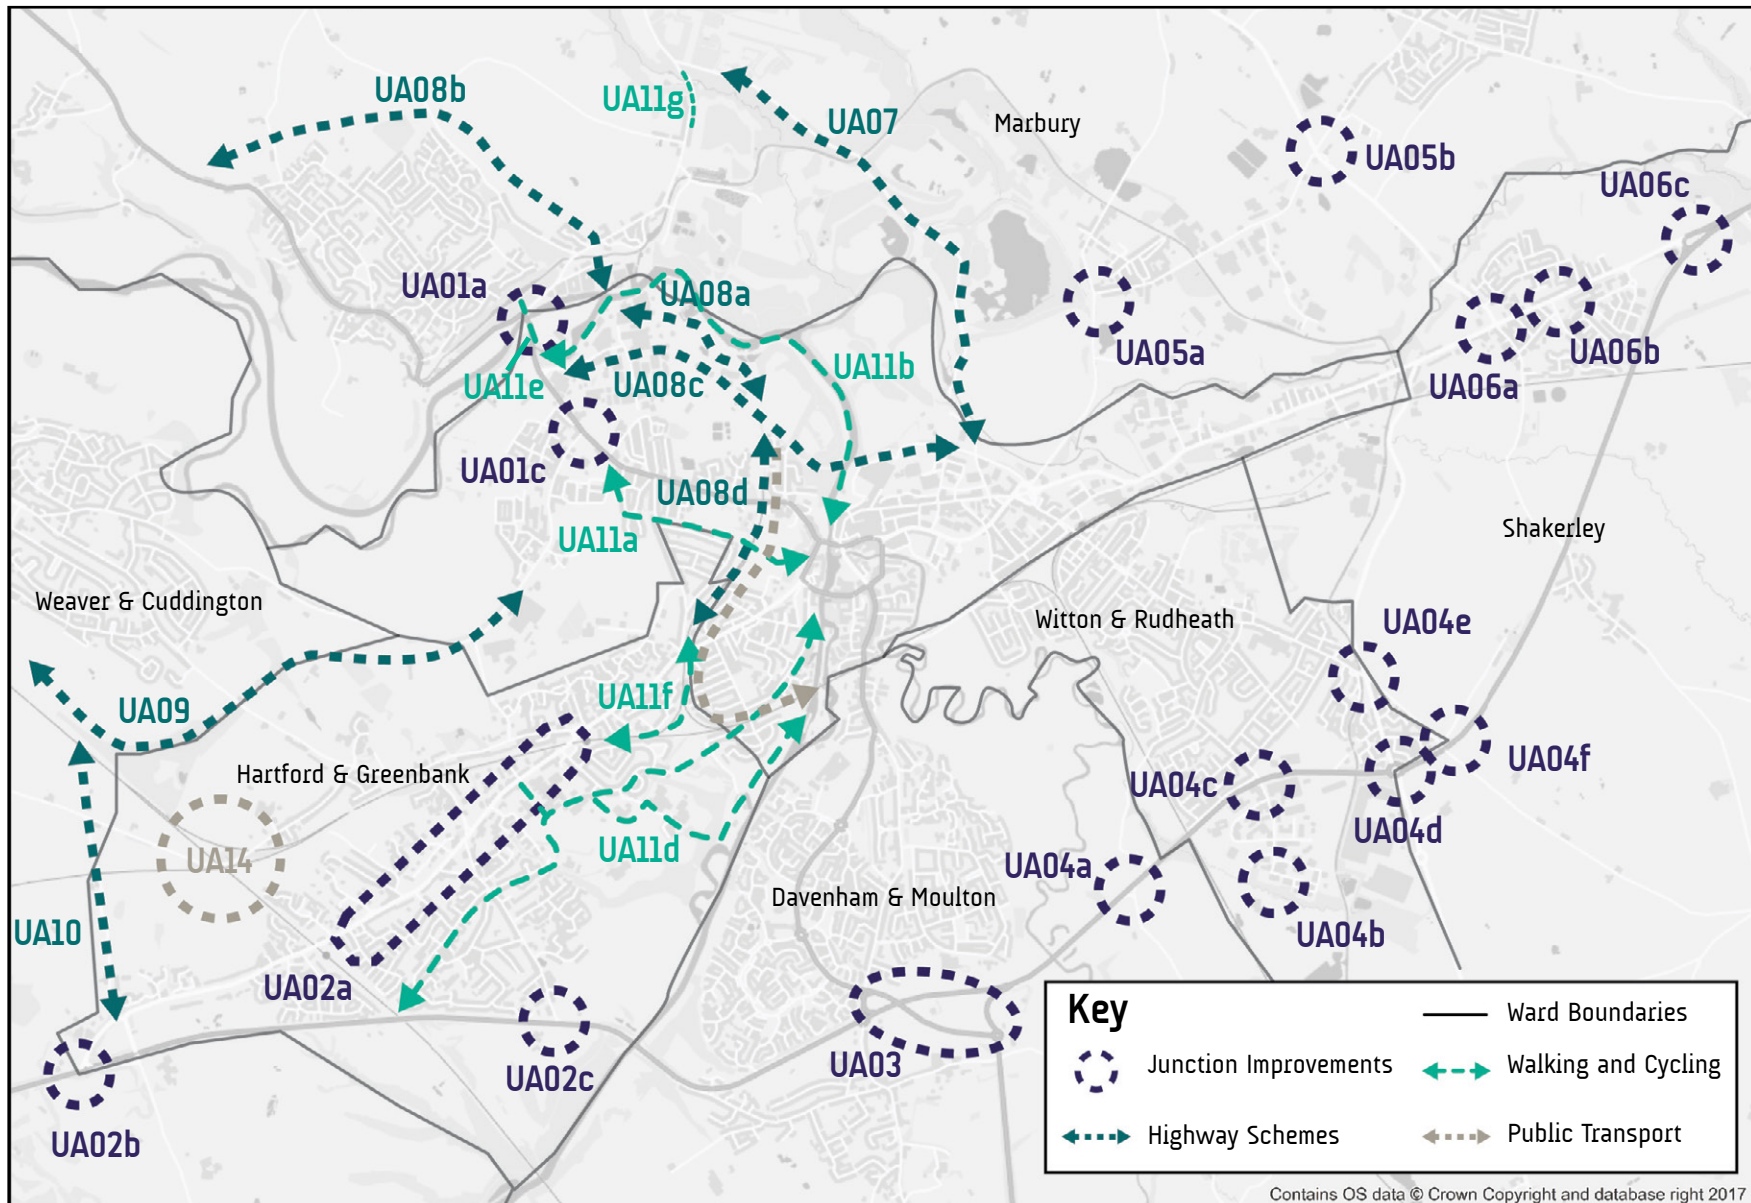 UA08b
UA11g
UA07
Marbury
UA05b
UA06c
UA01a
UA08a
UA11e
UA08c
UA11b
UA05a
UA06b
UA06a
UA01c
UA08d
UA11a
Shakerley
Weaver & Cuddington
Witton & Rudheath
UA04e
UA09
UA11f
Hartford & Greenbank
UA04f
UA04c
UA14
UA11d
UA04d
UA04a
Davenham & Moulton
UA10
UA04b
UA02a
UA02c
UA03
UA02b
Key
Ward Boundaries
Junction Improvements
Walking and Cycling
Highway Schemes
Public Transport
Contains OS data © Crown Copyright and database right 2017